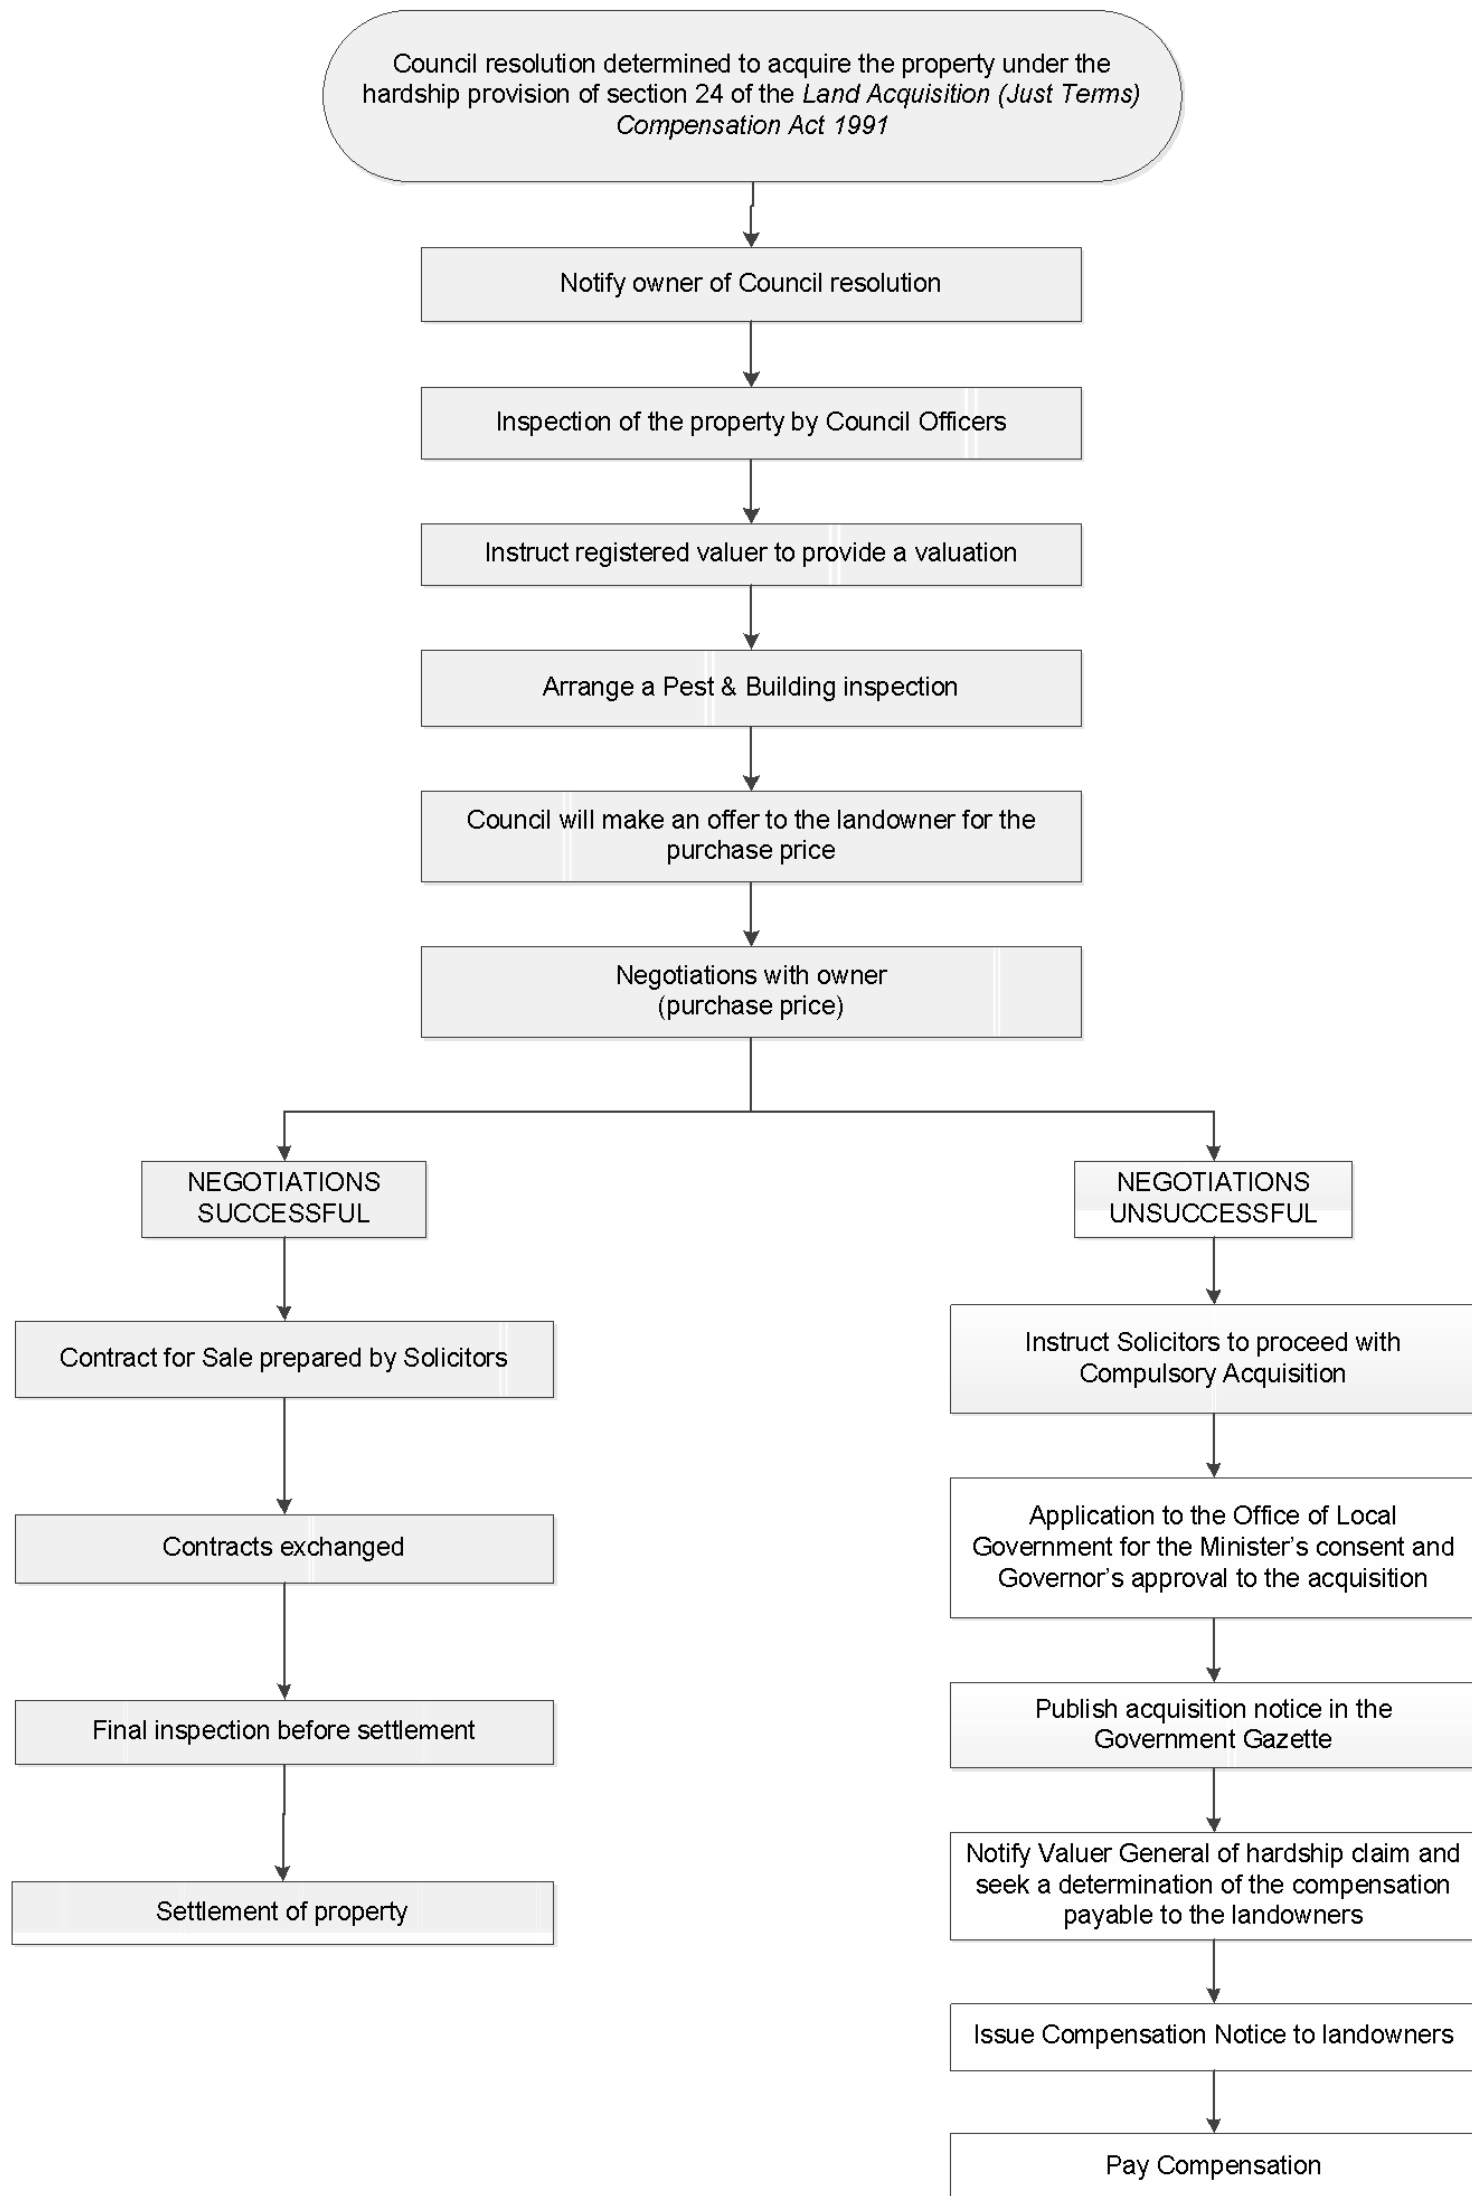 Council resolution determined to acquire the property under the
hardship provision of section 24 of the Land Acquisition (Just Terms)
Compensation Act 1991
Notify owner of Council resolution
Inspection of the property by Council Officers
Instruct registered valuer to provide a valuation
Arrange a Pest & Building inspection
Council will make an offer to the landowner for the
purchase price
Negotiations with owner
(purchase price)
NEGOTIATIONS
SUCCESSFUL
Contract for Sale prepared by Solicitors
Contracts exchanged
Final inspection before settlement
Settlement of property
NEGOTIATIONS
UNSUCCESSFUL
Instruct Solicitors to proceed with
Compulsory Acquisition
Application to the Office of Local
Government for the Minister’s consent and
Governor’s approval to the acquisition
Publish acquisition notice in the
Government Gazette
Notify Valuer General of hardship claim and
seek a determination of the compensation
payable to the landowners
Issue Compensation Notice to landowners
Pay Compensation